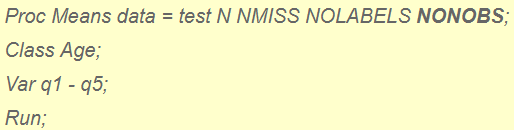 Proc Means data = test N NMISS NOLABELS NONOBS;
Class Age;
Var q1 - q5;
Run;